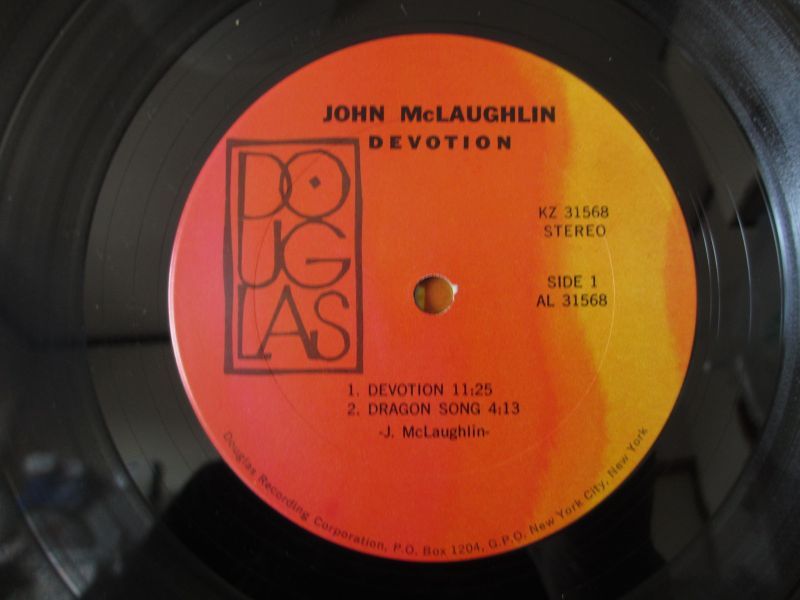 JOHN McLAUGHLIN
DEVOTION
DO
UG
LAS
KZ 31568
STEREO
SIDE 1
AL 31568
1. DEVOTION 11:25
2. DRAGON SONG 4:13
-J. McLaughlin-
Douglas Recording Corporation, P.O. Box 1204, G.P.O. New York City, New York